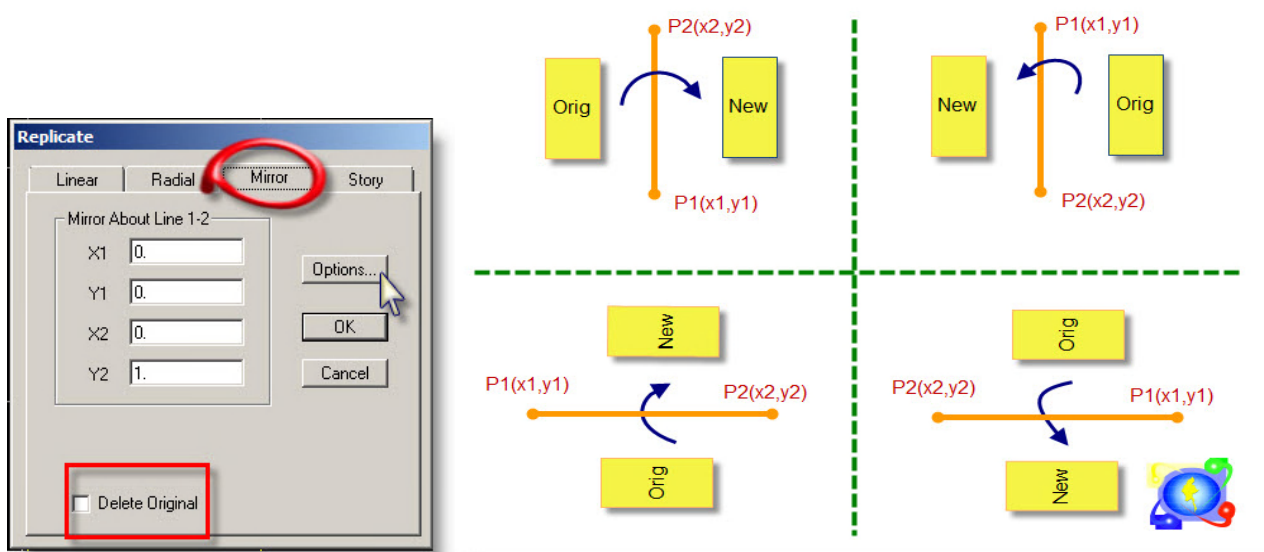 Replicate
Linear Radial Mirror Story
Mirror About Line 1-2
X1 0.
Y1 0.
X2 0.
Y2 1.
Options...
OK
Cancel
Delete Original
P2(x2,y2)
Orig New
P1(x1,y1)
P1(x1,y1)
New Orig
P2(x2,y2)
New
P1(x1,y1) P2(x2,y2)
Orig
Orig
P2(x2,y2) P1(x1,y1)
New